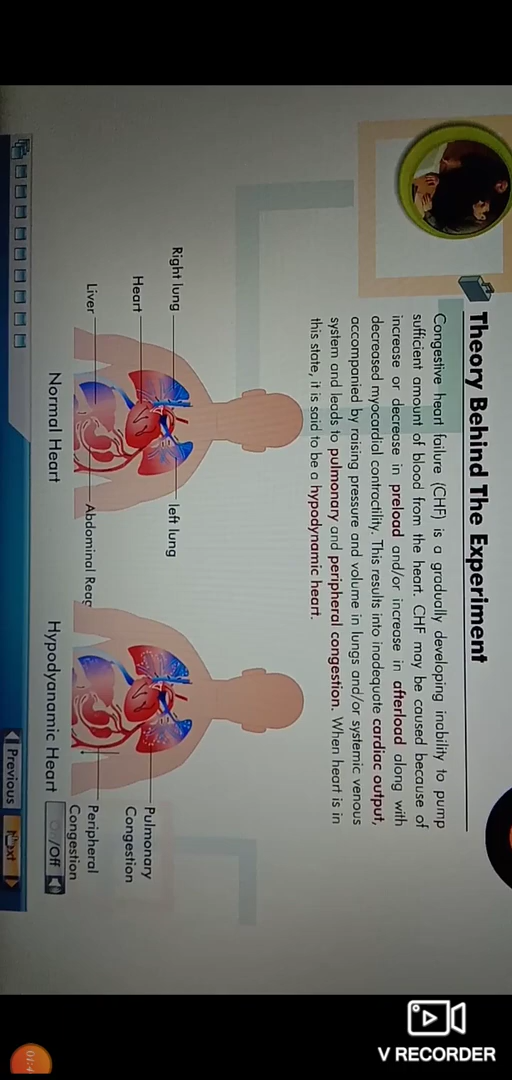 Theory Behind The Experiment
Congestive heart failure (CHF) is a gradually developing inability to pump
sufficient amount of blood from the heart. CHF may be caused because of
increase or decrease in preload and/or increase in afterload along with
decreased myocardial contractility. This results into inadequate cardiac output,
accompanied by raising pressure and volume in lungs and/or systemic venous
system and leads to pulmonary and peripheral congestion. When heart is in
this state, it is said to be a hypodynamic heart.
Right lung
left lung
Heart
Liver
Abdominal Reag
Normal Heart
Pulmonary
Congestion
Peripheral
Congestion
Hypodyanamic Heart
On/Off
Previous
Next
V RECORDER